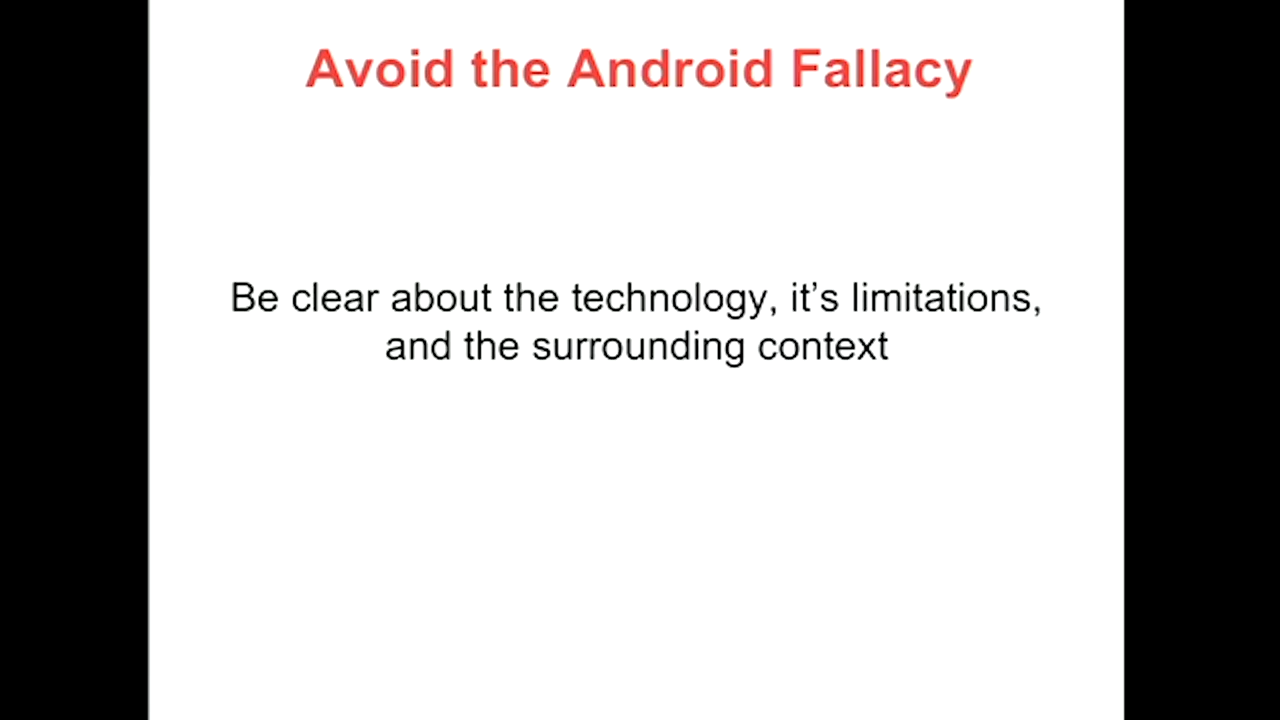 Avoid the Android Fallacy
Be clear about the technology, it’s limitations,
and the surrounding context